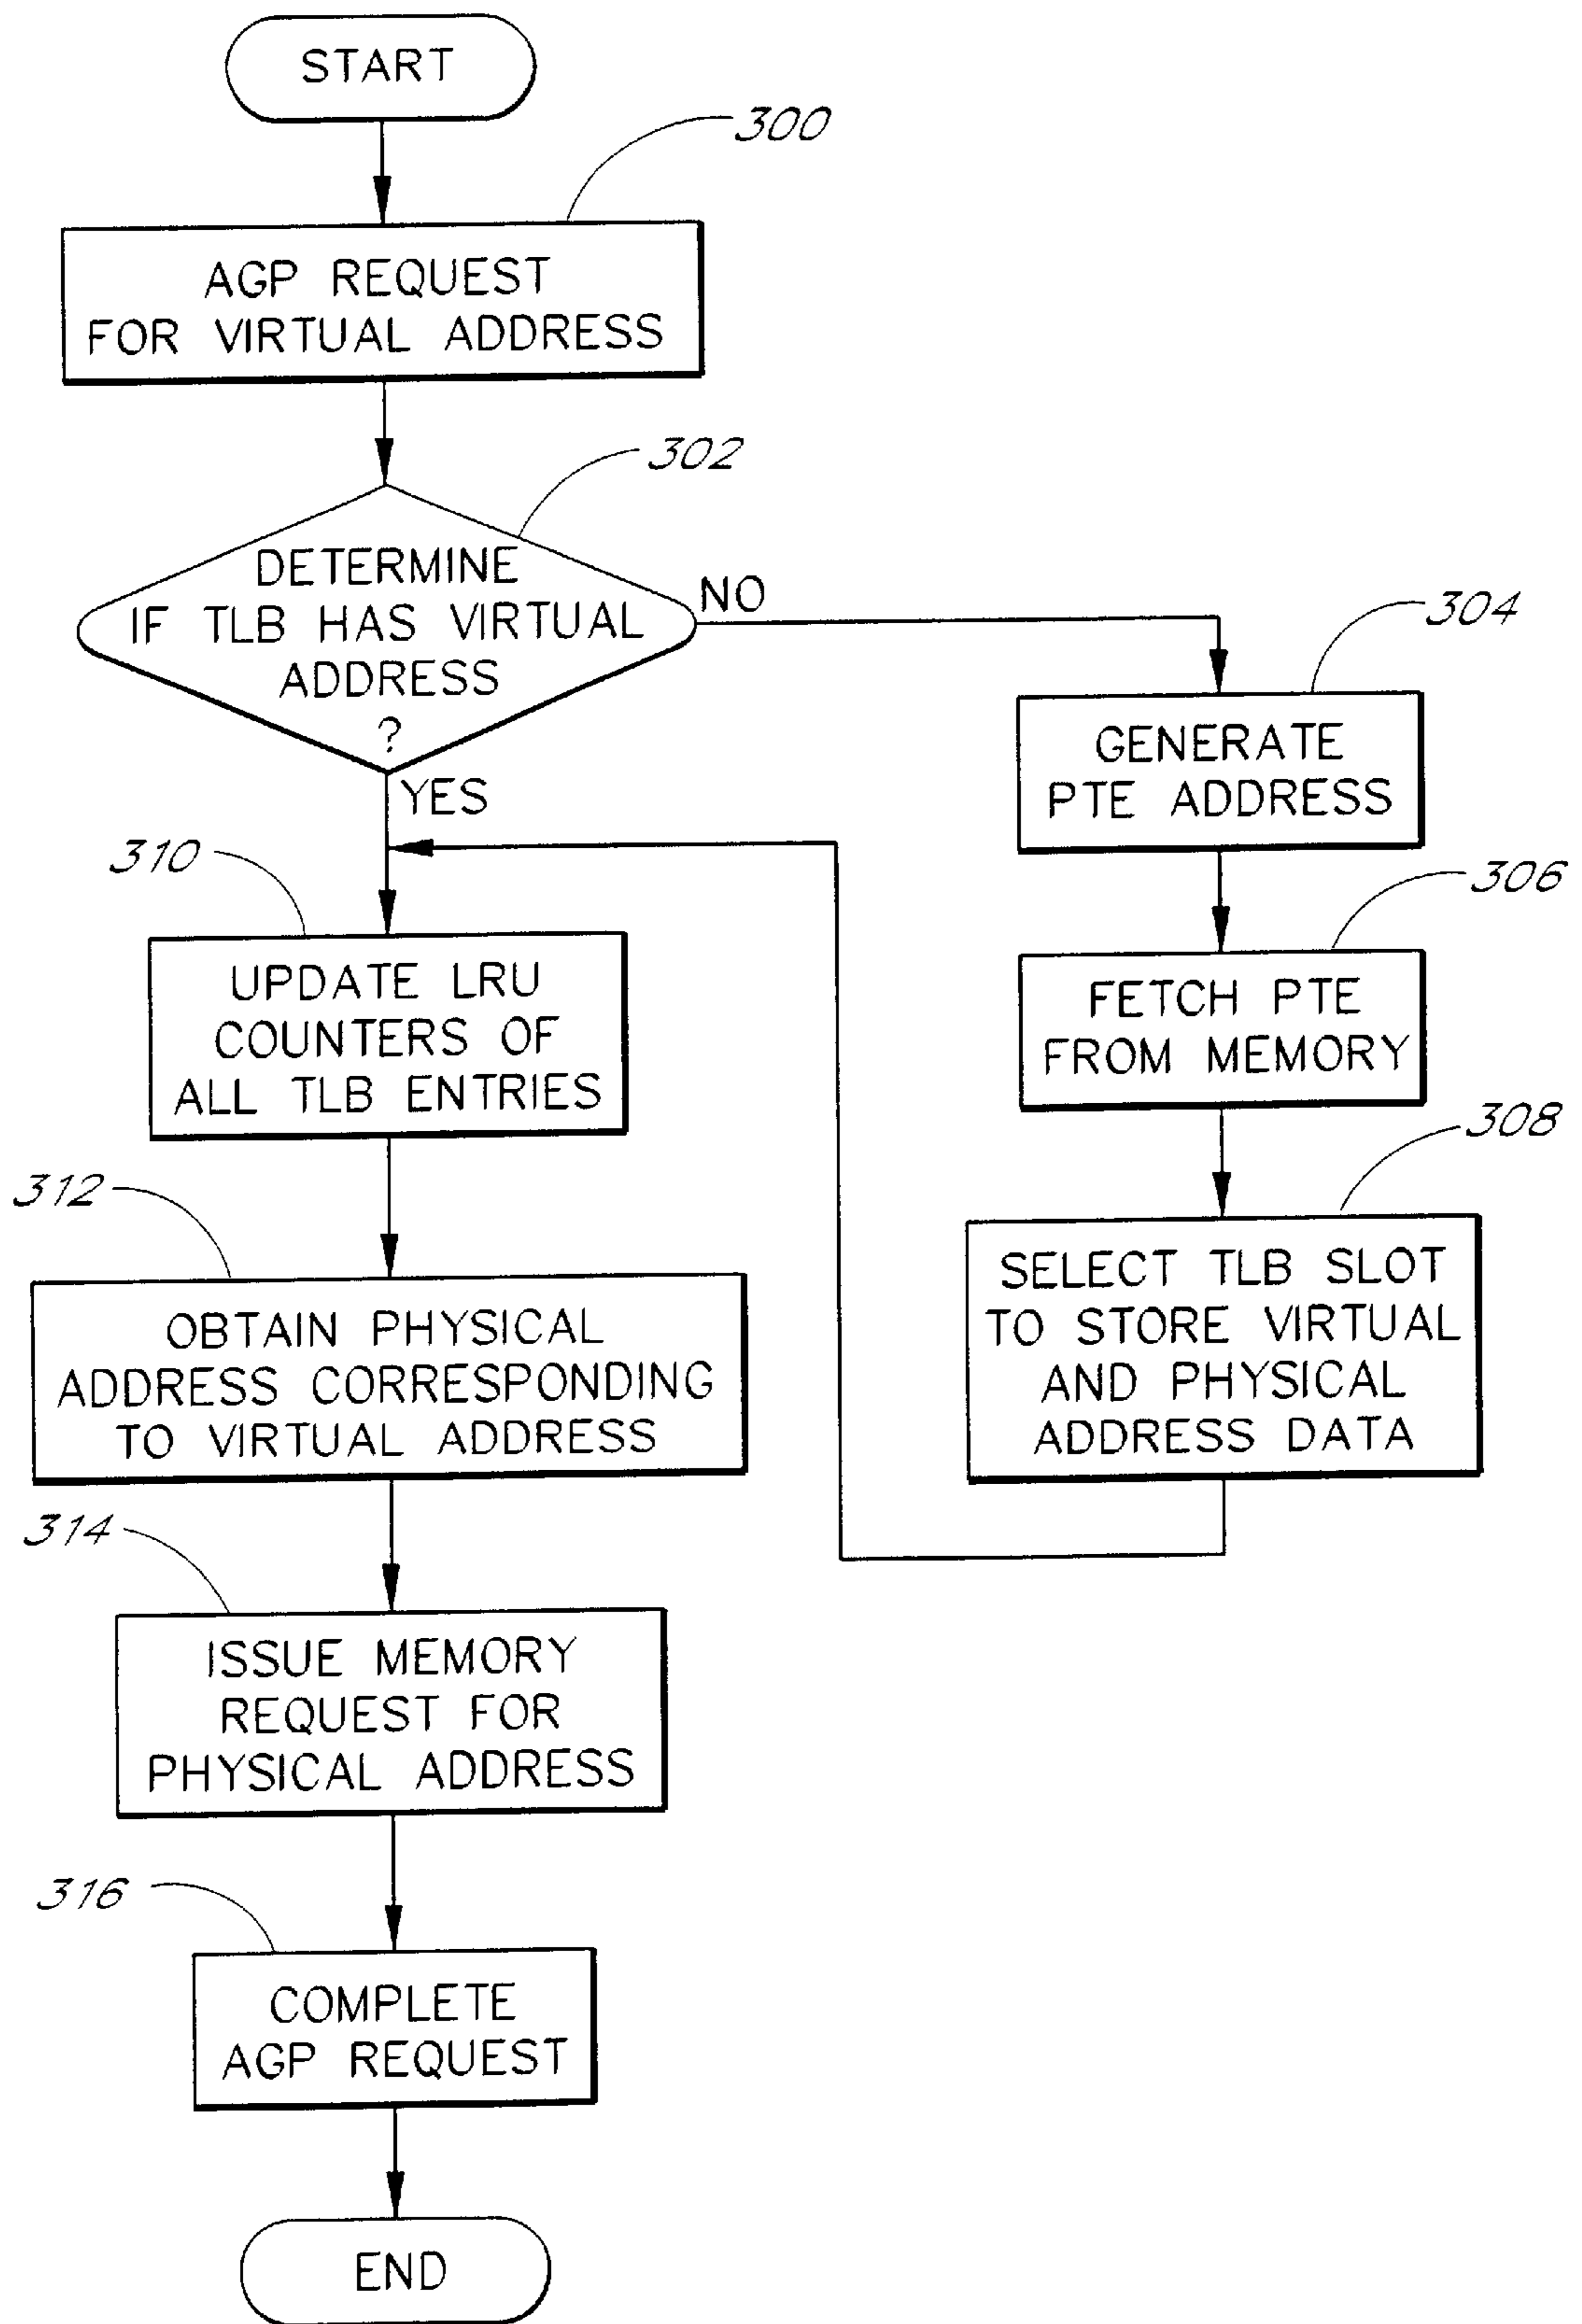 START
300
AGP REQUEST
FOR VIRTUAL ADDRESS
302
DETERMINE
IF TLB HAS VIRTUAL
ADDRESS
?
NO
YES
304
GENERATE
PTE ADDRESS
306
FETCH PTE
FROM MEMORY
308
SELECT TLB SLOT
TO STORE VIRTUAL
AND PHYSICAL
ADDRESS DATA
310
UPDATE LRU
COUNTERS OF
ALL TLB ENTRIES
312
OBTAIN PHYSICAL
ADDRESS CORRESPONDING
TO VIRTUAL ADDRESS
314
ISSUE MEMORY
REQUEST FOR
PHYSICAL ADDRESS
316
COMPLETE
AGP REQUEST
END